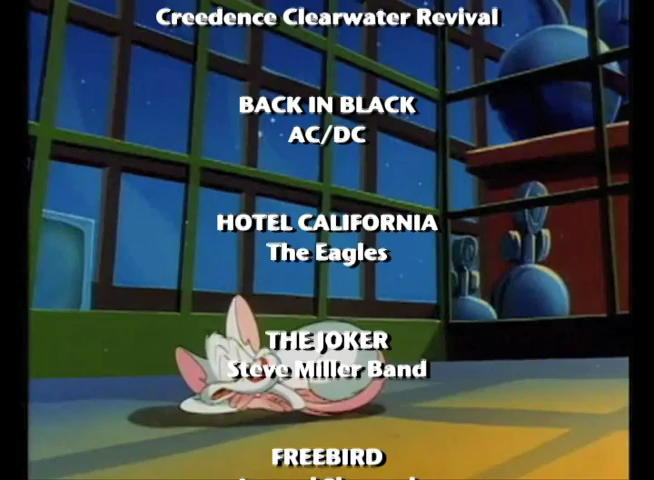 Creedence Clearwater Revival
BACK IN BLACK
AC/DC
HOTEL CALIFORNIA
The Eagles
THE JOKER
Steve Miller Band
FREEBIRD